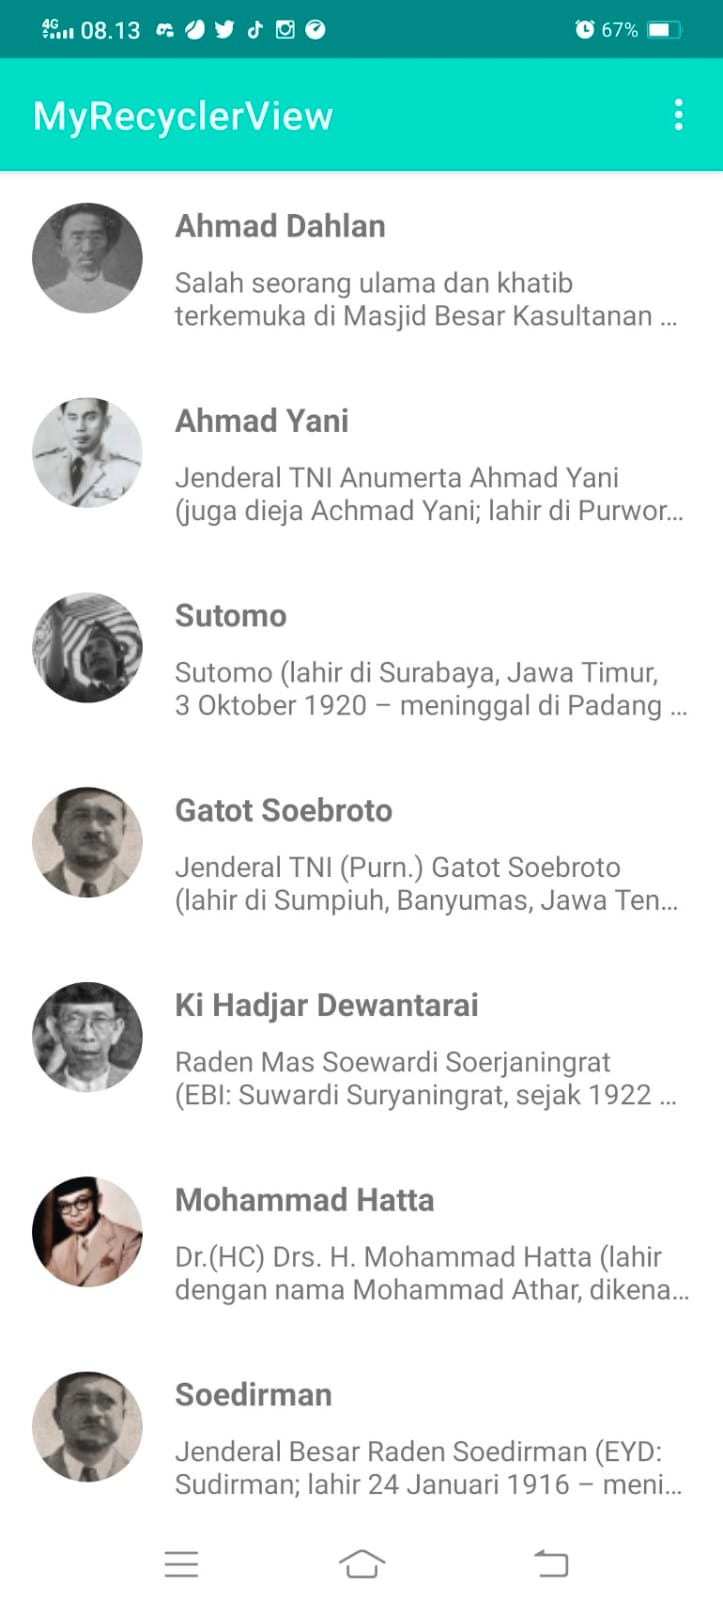 4G 08.13 67%
MyRecyclerView
Ahmad Dahlan
Salah seorang ulama dan khatib
terkemuka di Masjid Besar Kasultanan ...
Ahmad Yani
Jenderal TNI Anumerta Ahmad Yani
(juga dieja Achmad Yani; lahir di Purwor...
Sutomo
Sutomo (lahir di Surabaya, Jawa Timur,
3 Oktober 1920 – meninggal di Padang ...
Gatot Soebroto
Jenderal TNI (Purn.) Gatot Soebroto
(lahir di Sumpiuh, Banyumas, Jawa Ten...
Ki Hadjar Dewantarai
Raden Mas Soewardi Soerjaningrat
(EBI: Suwardi Suryaningrat, sejak 1922 ...
Mohammad Hatta
Dr.(HC) Drs. H. Mohammad Hatta (lahir
dengan nama Mohammad Athar, dikena...
Soedirman
Jenderal Besar Raden Soedirman (EYD:
Sudirman; lahir 24 Januari 1916 – meni...